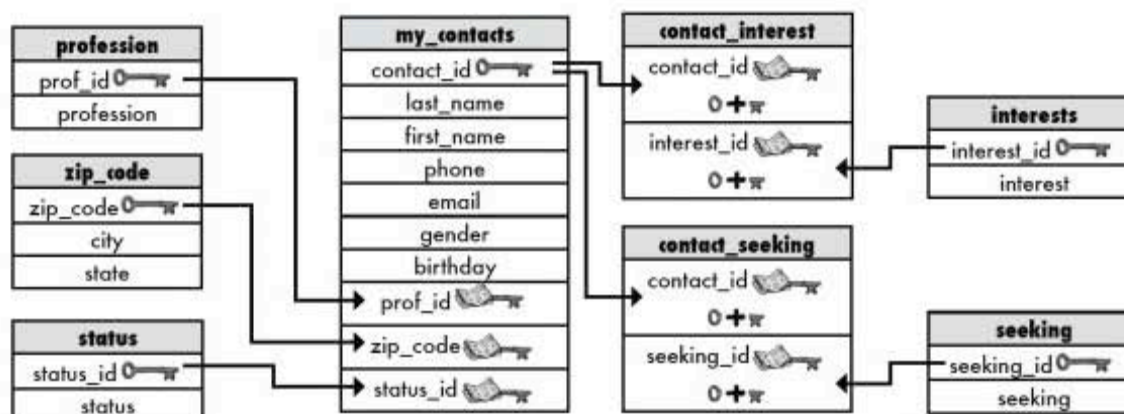 profession
prof_id
profession
zip_code
zip_code
city
state
status
status_id
status
my_contacts
contact_id
last_name
first_name
phone
email
gender
birthday
prof_id
zip_code
status_id
contact_interest
contact_id
+
interest_id
+
contact_seeking
contact_id
+
seeking_id
+
interests
interest_id
interest
seeking
seeking_id
seeking